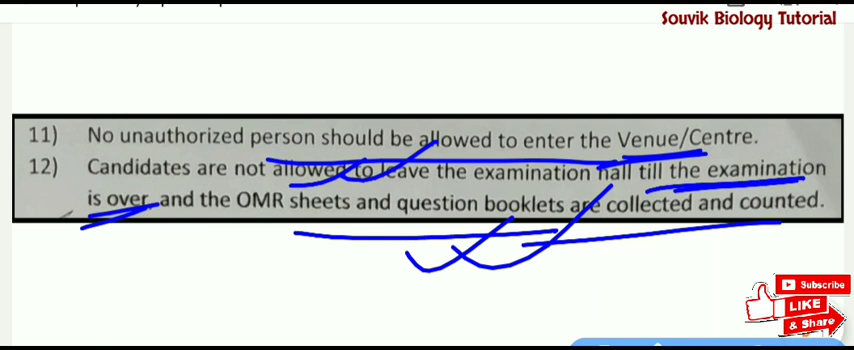 Souvik Biology Tutorial
11) No unauthorized person should be allowed to enter the Venue/Centre.
12) Candidates are not allowed to leave the examination hall till the examination
is over and the OMR sheets and question booklets are collected and counted.
Subscribe
LIKE
& Share